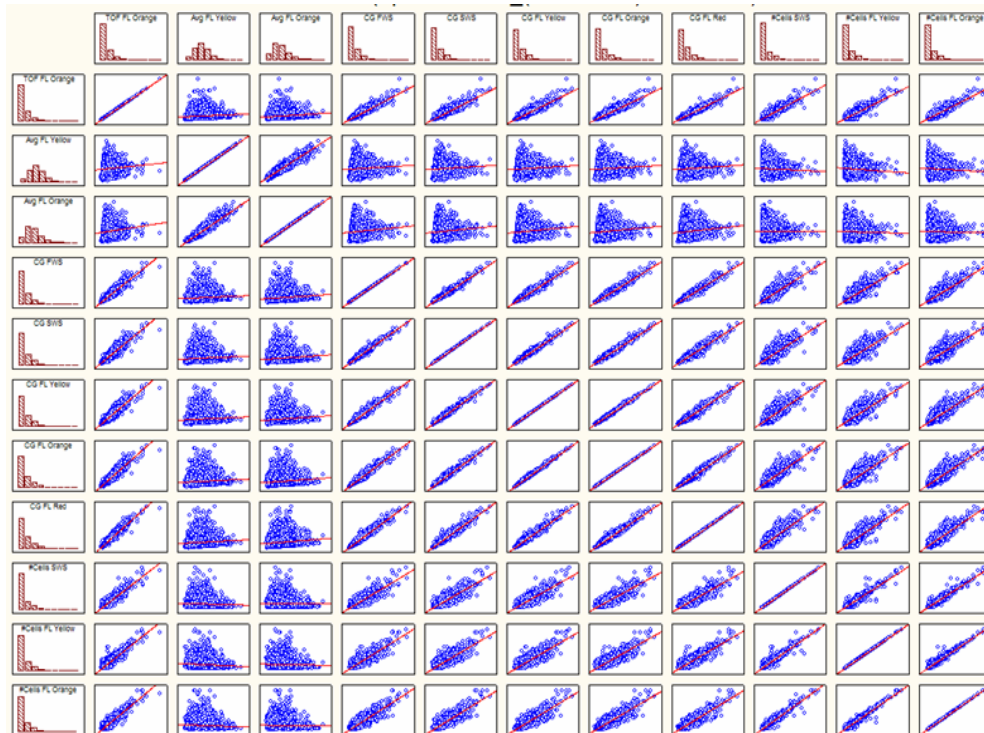 TOF FL Orange
Avg FL Yellow
Avg FL Orange
CG FWS
CG SWS
CG FL Yellow
CG FL Orange
CG FL Red
#Cells SWS
#Cells FL Yellow
#Cells FL Orange
TOF FL Orange
Avg FL Yellow
Avg FL Orange
CG FWS
CG SWS
CG FL Yellow
CG FL Orange
CG FL Red
#Cells SWS
#Cells FL Yellow
#Cells FL Orange